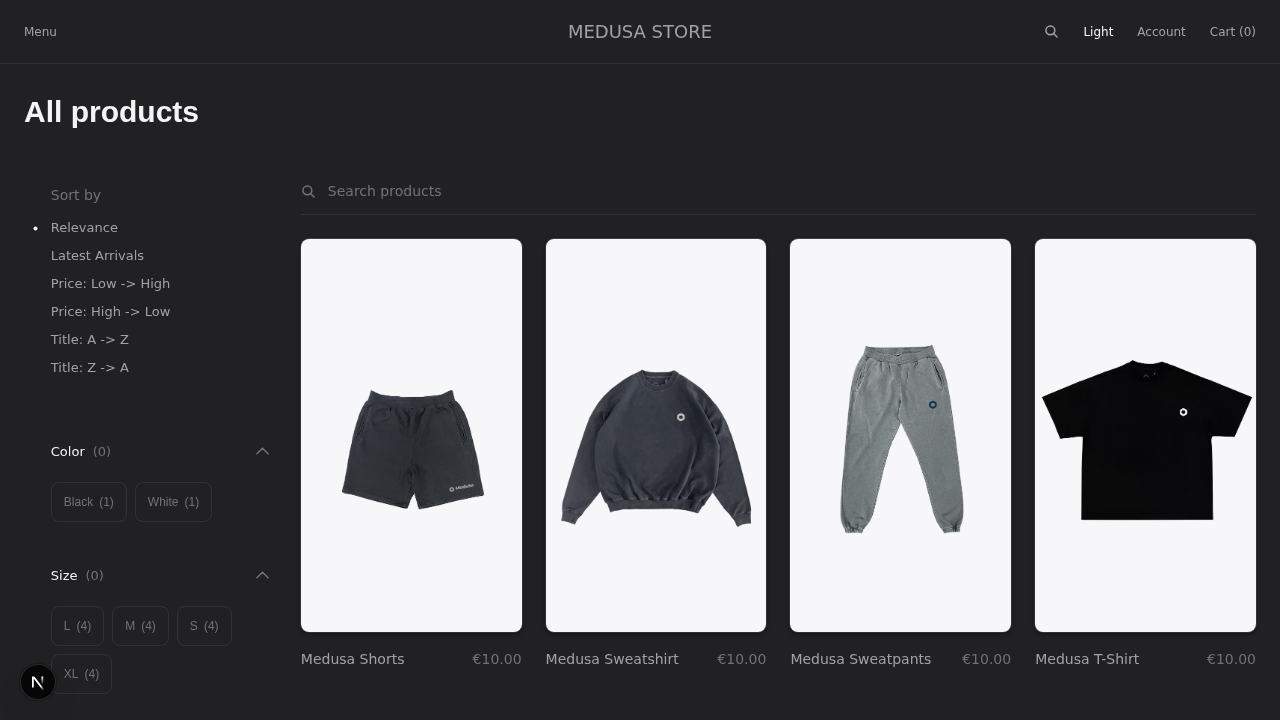 Menu
MEDUSA STORE
Light
Account
Cart (0)
All products
Sort by
Relevance
Latest Arrivals
Price: Low -> High
Price: High -> Low
Title: A -> Z
Title: Z -> A
Color (0)
Black (1)
White (1)
Size (0)
L (4)
M (4)
S (4)
XL (4)
N
Search products
Medusa
Medusa Shorts
€10.00
Medusa Sweatshirt
€10.00
Medusa Sweatpants
€10.00
Medusa T-Shirt
€10.00